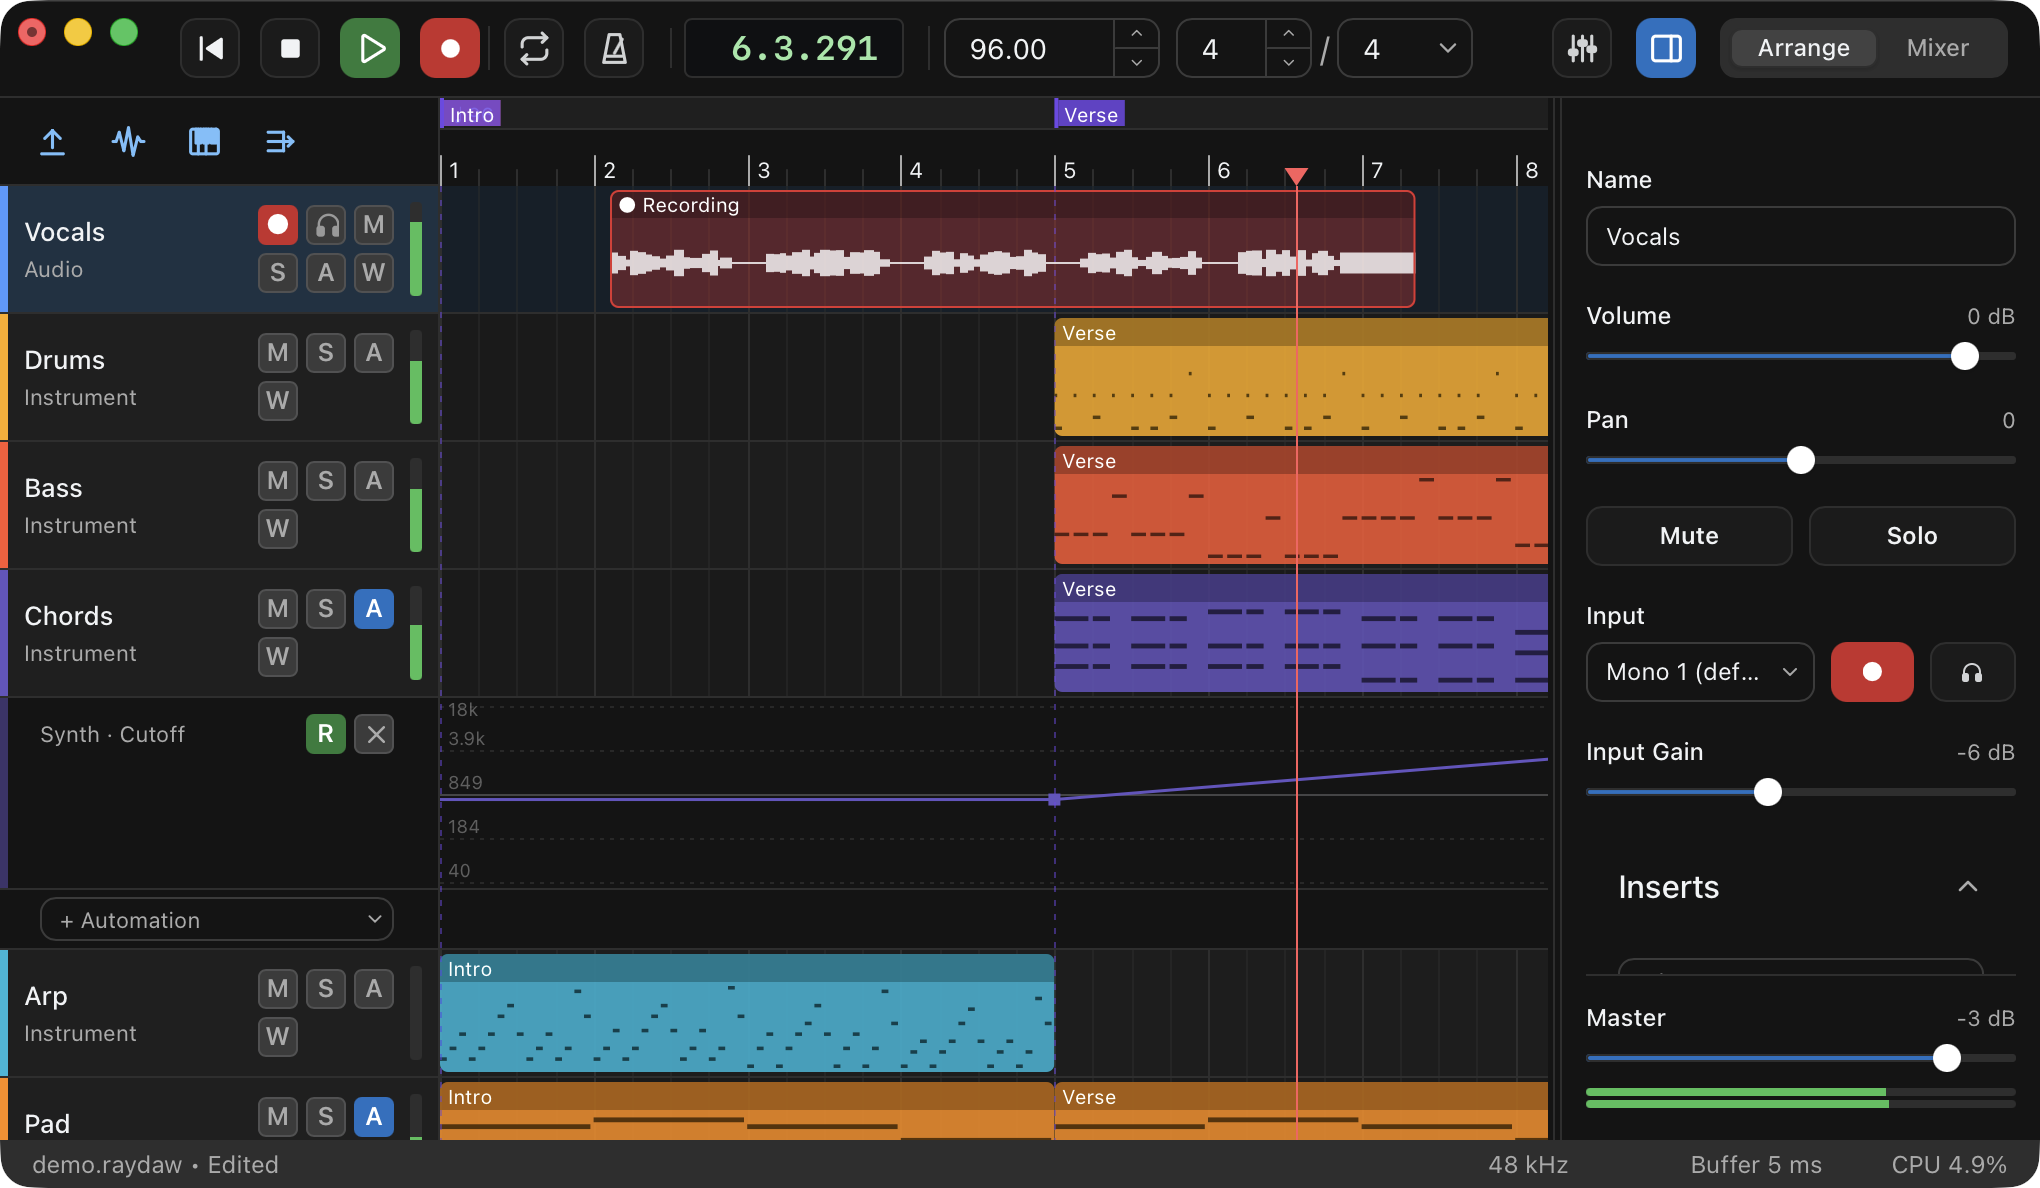 6.3.291
96.00
4 / 4
Arrange
Mixer
Intro
Verse
1 2 3 4 5 6 7 8
Vocals
Audio
M
S A W
Recording
Drums
Instrument
M S A
W
Verse
Bass
Instrument
M S A
W
Verse
Chords
Instrument
M S A
W
Verse
Synth · Cutoff
R
18k
3.9k
849
184
40
+ Automation
Arp
Instrument
M S A
W
Intro
Pad
M S A
Intro
Verse
Name
Vocals
Volume 0 dB
Pan 0
Mute
Solo
Input
Mono 1 (def...
Input Gain -6 dB
Inserts
Master -3 dB
demo.raydaw • Edited
48 kHz
Buffer 5 ms
CPU 4.9%